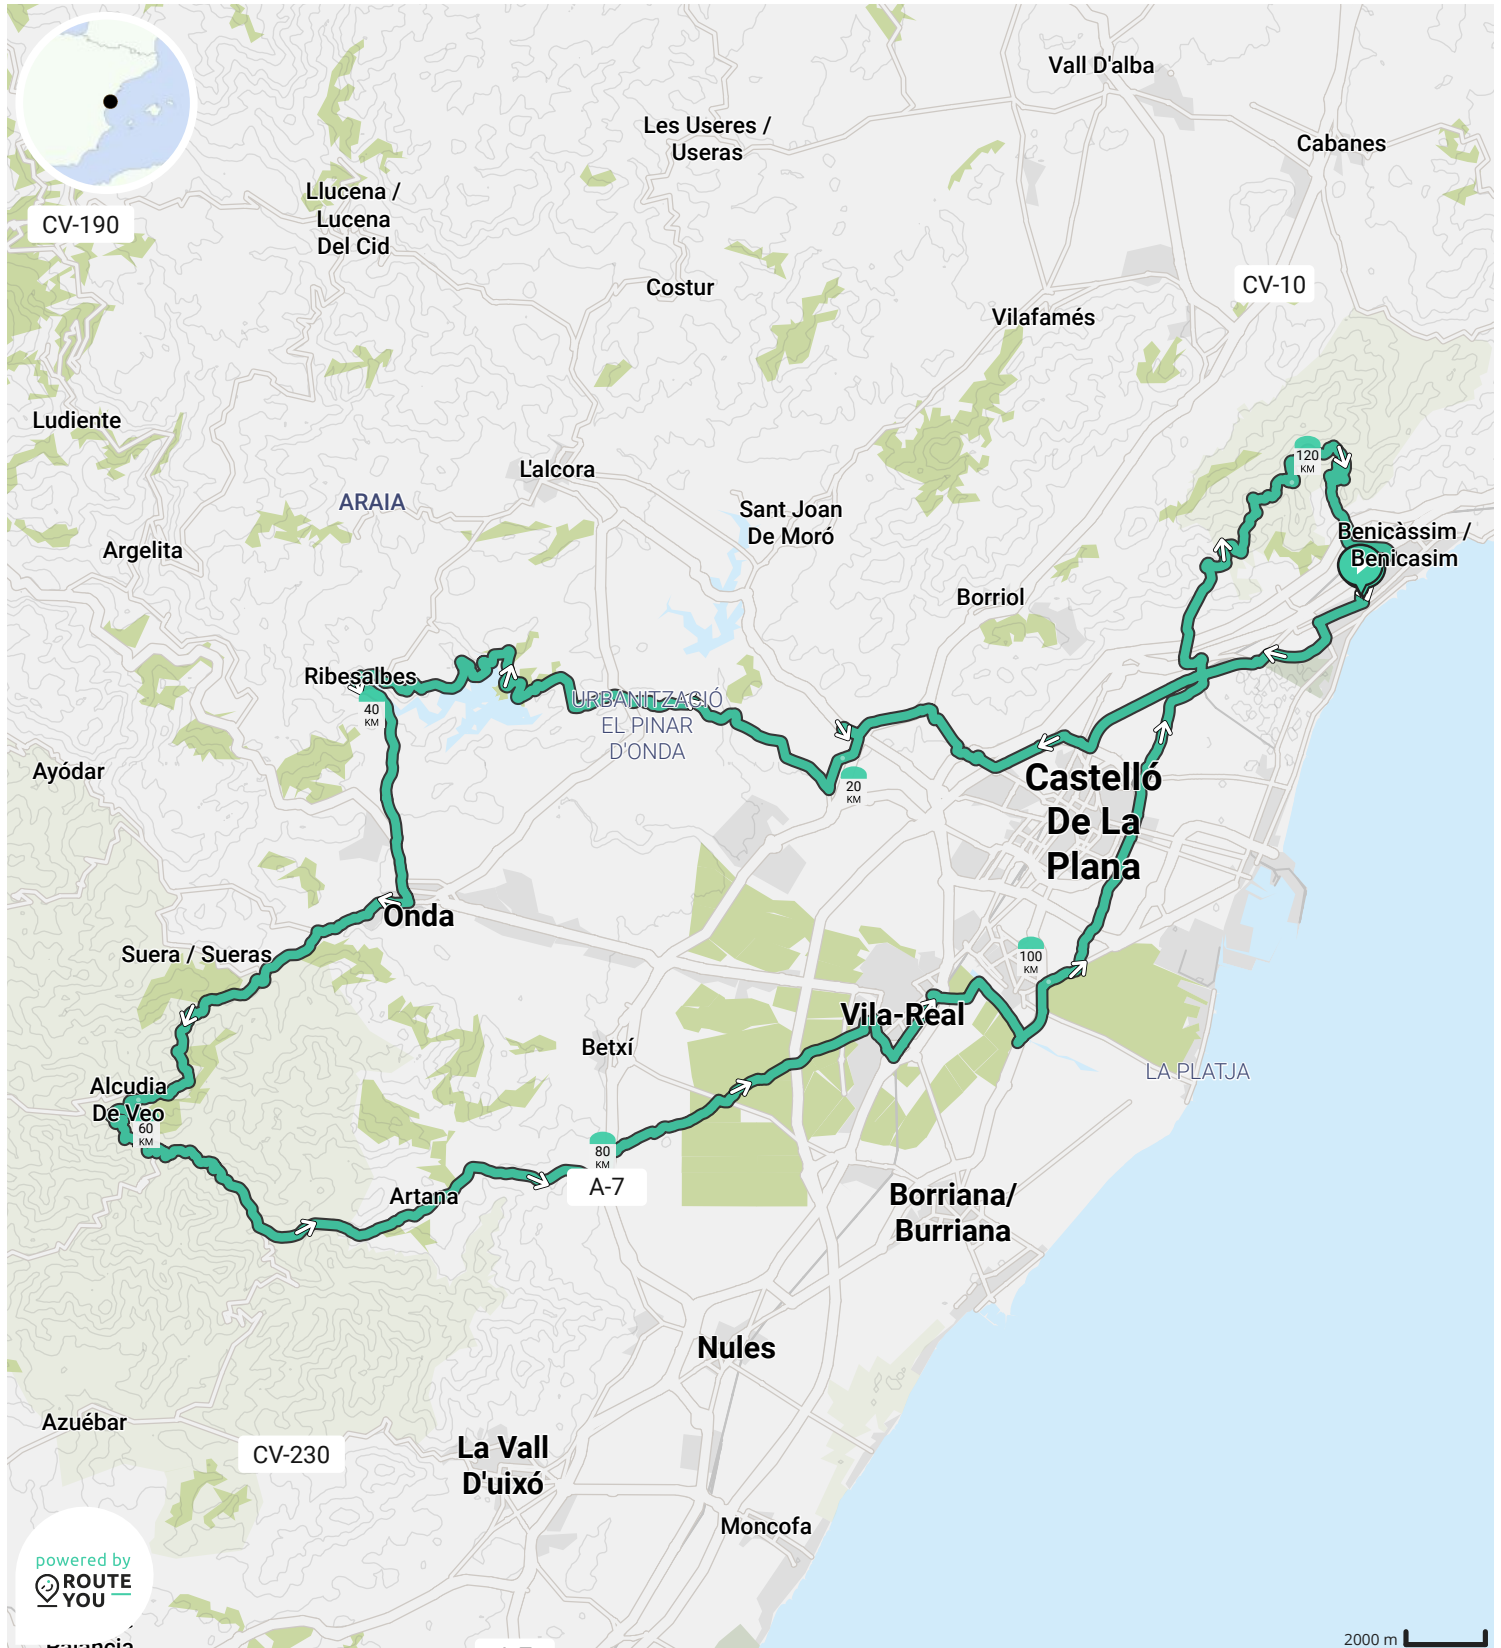 Vall D'alba
Les Useres /
Useras
Cabanes
Llucena /
Lucena
Del Cid
CV-190
CV-10
Costur
Vilafamés
Ludiente
L'alcora
120
KM
ARAIA
Sant Joan
De Moró
Benicàssim /
Benicasim
Argelita
Borriol
Ribesalbes
40
KM
URBANITZACIÓ
EL PINAR
D'ONDA
Ayódar
20
KM
Castelló
De La
Plana
Onda
Suera / Sueras
100
KM
Vila-Real
Betxí
LA PLATJA
Alcudia
De Veo
60
KM
80
KM
A-7
Artana
Borriana/
Burriana
Nules
Azuébar
CV-230
La Vall
D'uixó
Moncofa
powered by
ROUTE
YOU
2000 m